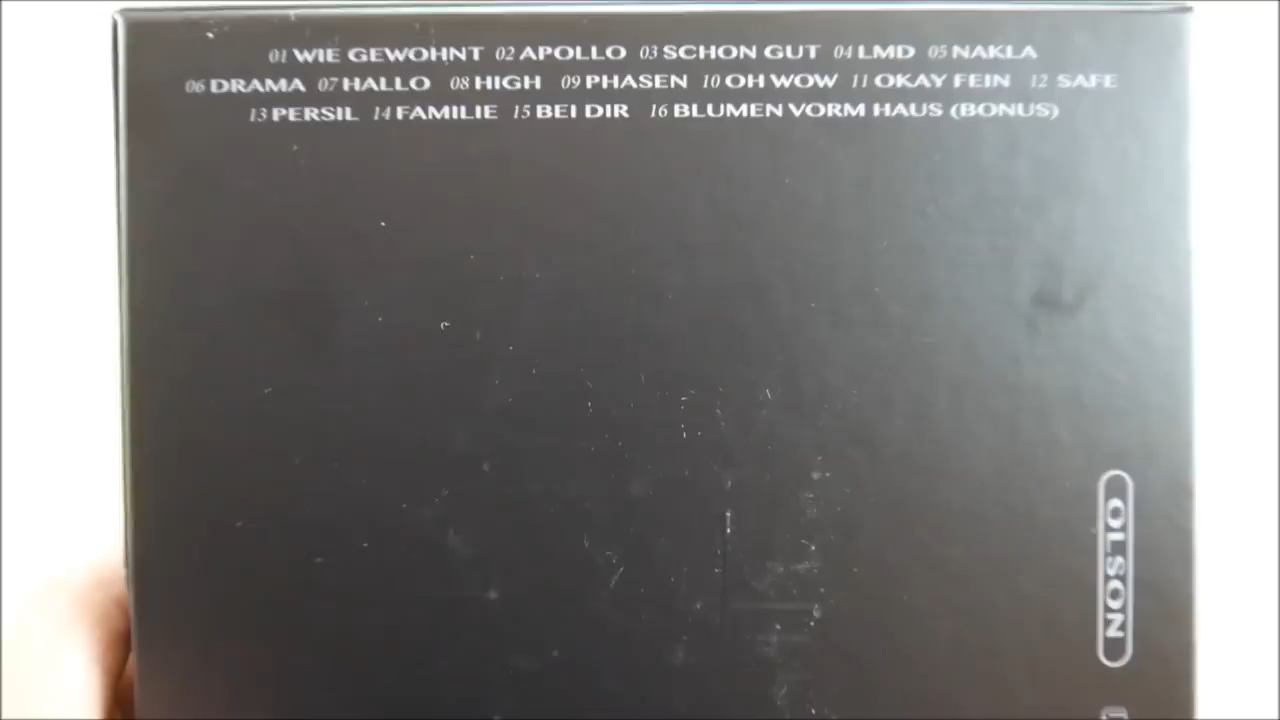 01 WIE GEWOHNT 02 APOLLO 03 SCHON GUT 04 LMD 05 NAKLA
06 DRAMA 07 HALLO 08 HIGH 09 PHASEN 10 OH WOW 11 OKAY FEIN 12 SAFE
13 PERSIL 14 FAMILIE 15 BEI DIR 16 BLUMEN VORM HAUS (BONUS)
OLSON